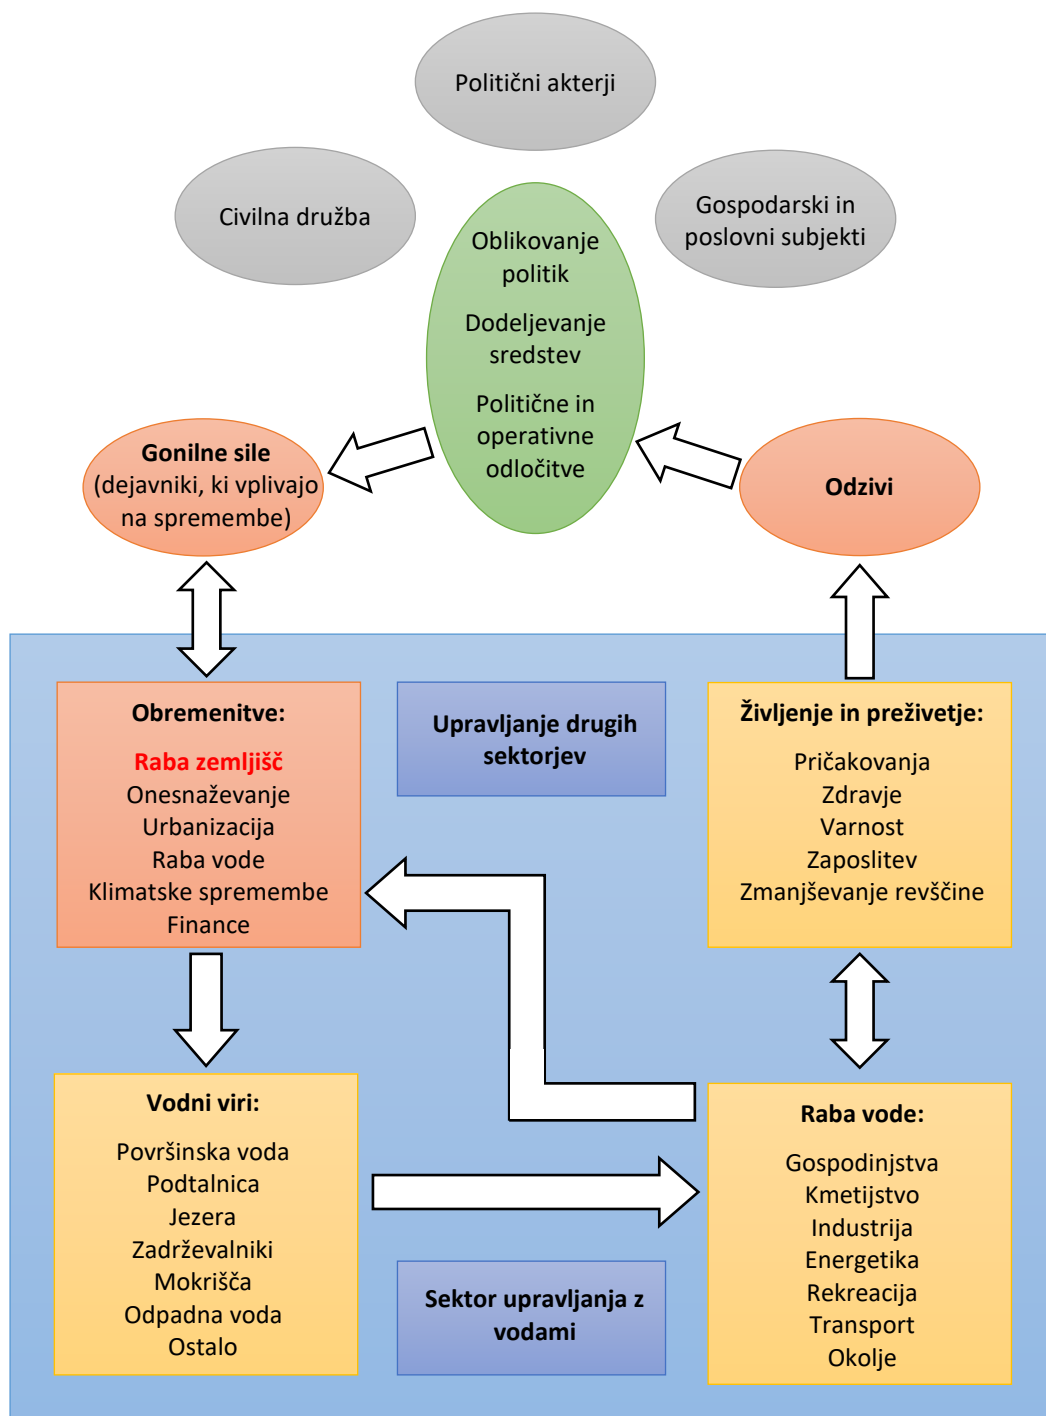 Politični akterji
Civilna družba
Gospodarski in
poslovni subjekti
Oblikovanje
politik
Dodeljevanje
sredstev
Politične in
operativne
odločitve
Gonilne sile
(dejavniki, ki vplivajo
na spremembe)
Odzivi
Obremenitve:
Raba zemljišč
Onesnaževanje
Urbanizacija
Raba vode
Klimatske spremembe
Finance
Upravljanje drugih
sektorjev
Življenje in preživetje:
Pričakovanja
Zdravje
Varnost
Zaposlitev
Zmanjševanje revščine
Vodni viri:
Površinska voda
Podtalnica
Jezera
Zadrževalniki
Mokrišča
Odpadna voda
Ostalo
Sektor upravljanja z
vodami
Raba vode:
Gospodinjstva
Kmetijstvo
Industrija
Energetika
Rekreacija
Transport
Okolje